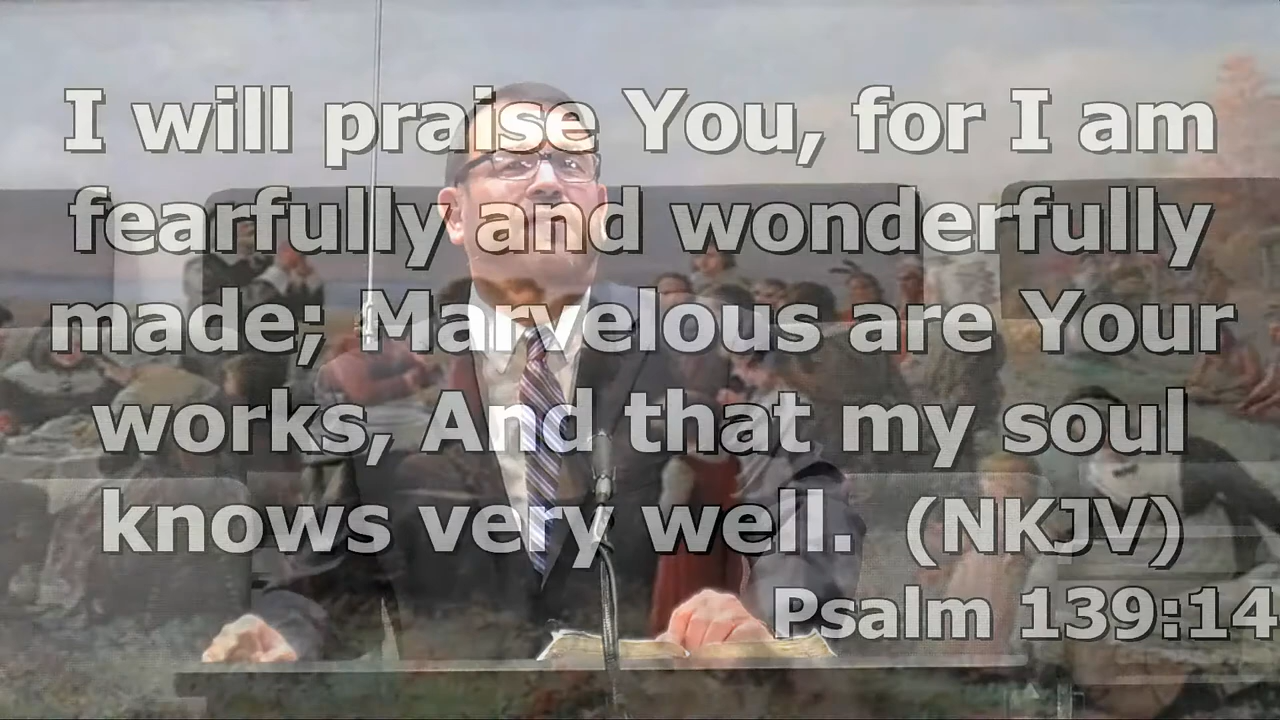 I will praise You, for I am
fearfully and wonderfully
made; Marvelous are Your
works, And that my soul
knows very well.  (NKJV)
Psalm 139:14